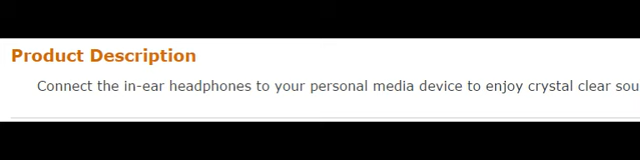 Product Description
Connect the in-ear headphones to your personal media device to enjoy crystal clear